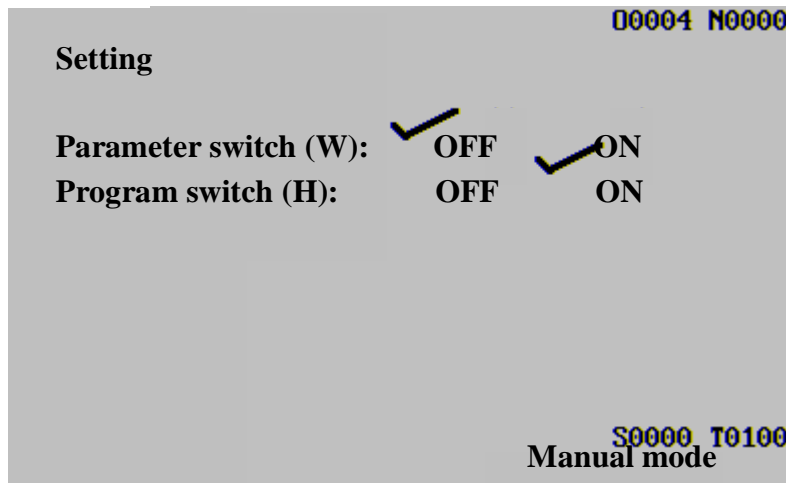 O0004 N0000
Setting
Parameter switch (W): OFF ON
Program switch (H): OFF ON
S0000 T0100
Manual mode